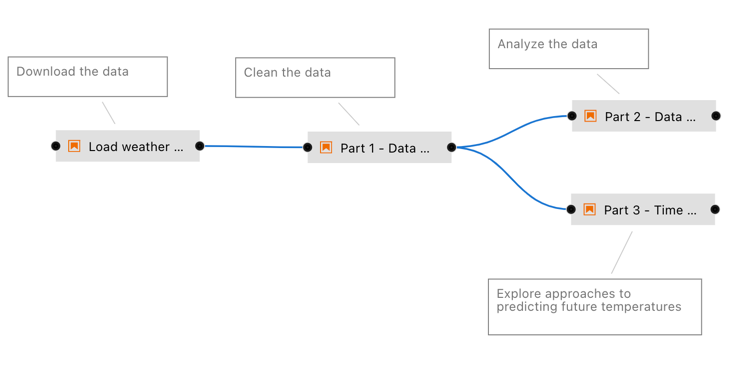 Download the data
Clean the data
Analyze the data
Load weather ...
Part 1 - Data ...
Part 2 - Data ...
Part 3 - Time ...
Explore approaches to
predicting future temperatures